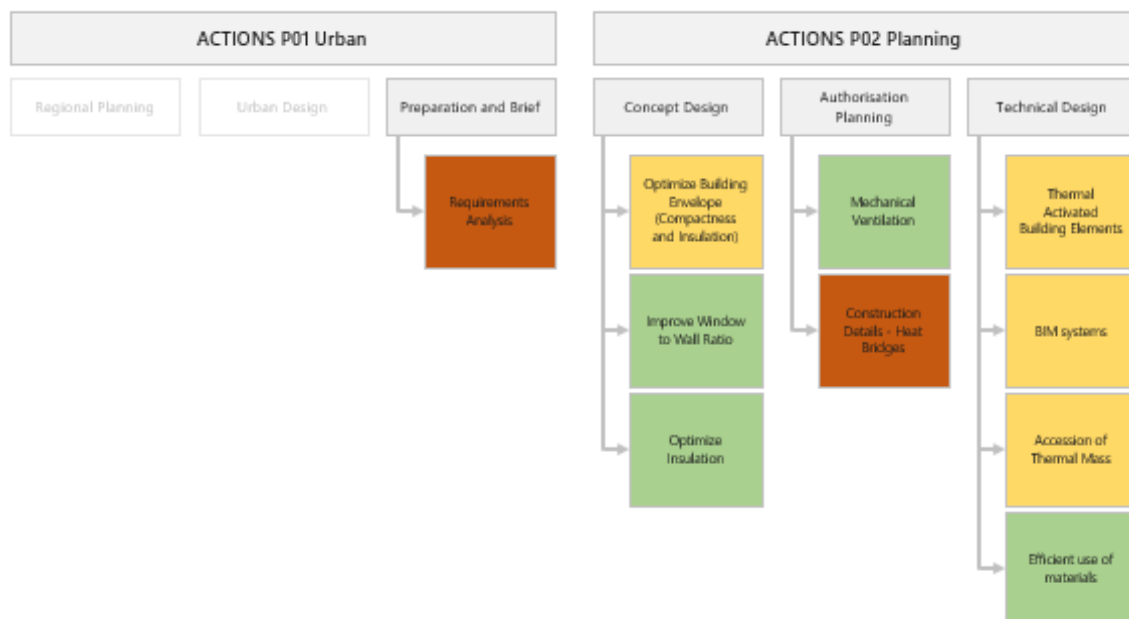 ACTIONS P01 Urban
ACTIONS P02 Planning
Regional Planning
Urban Design
Preparation and Brief
Concept Design
Authorisation
Planning
Technical Design
Requirements
Analysis
Optimize Building
Envelope
(Compactness
and Insulation)
Improve Window
to Wall Ratio
Optimize
Insulation
Mechanical
Ventilation
Construction
Details - Heat
Bridges
Thermal
Activated
Building Elements
BIM systems
Accession of
Thermal Mass
Efficient use of
materials